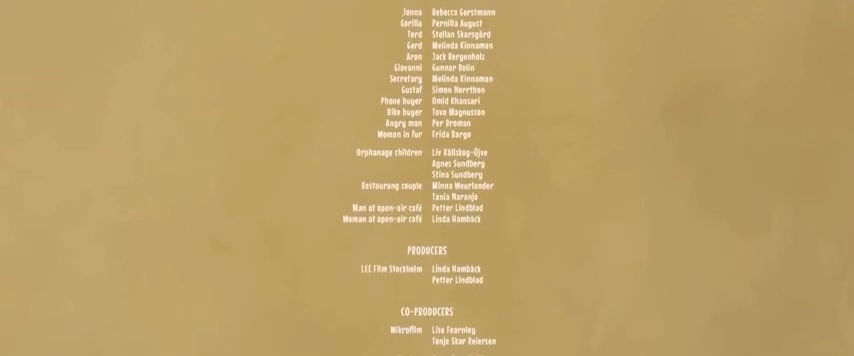 Jonna Rebecca Gerstmann
Gorilla Pernilla August
Tord Stellan Skarsgård
Gerd Melinda Kinnaman
Aron Jack Bergenholz
Giovanni Gunnar Bolin
Secretary Melinda Kinnaman
Gustaf Simon Norrthon
Phone buyer Omid Khansari
Bike buyer Tova Magnusson
Angry man Per Broman
Woman in fur Frida Bargo
Orphanage children Liv Källskog-Öjve
Agnes Sundberg
Stina Sundberg
Restaurang couple Minna Weurlander
Tania Naranjo
Man at open-air café Petter Lindblad
Woman at open-air café Linda Hambäck
PRODUCERS
LEE Film Stockholm Linda Hambäck
Petter Lindblad
CO-PRODUCERS
Mikrofilm Lise Fearnley
Tonje Skar Reiersen